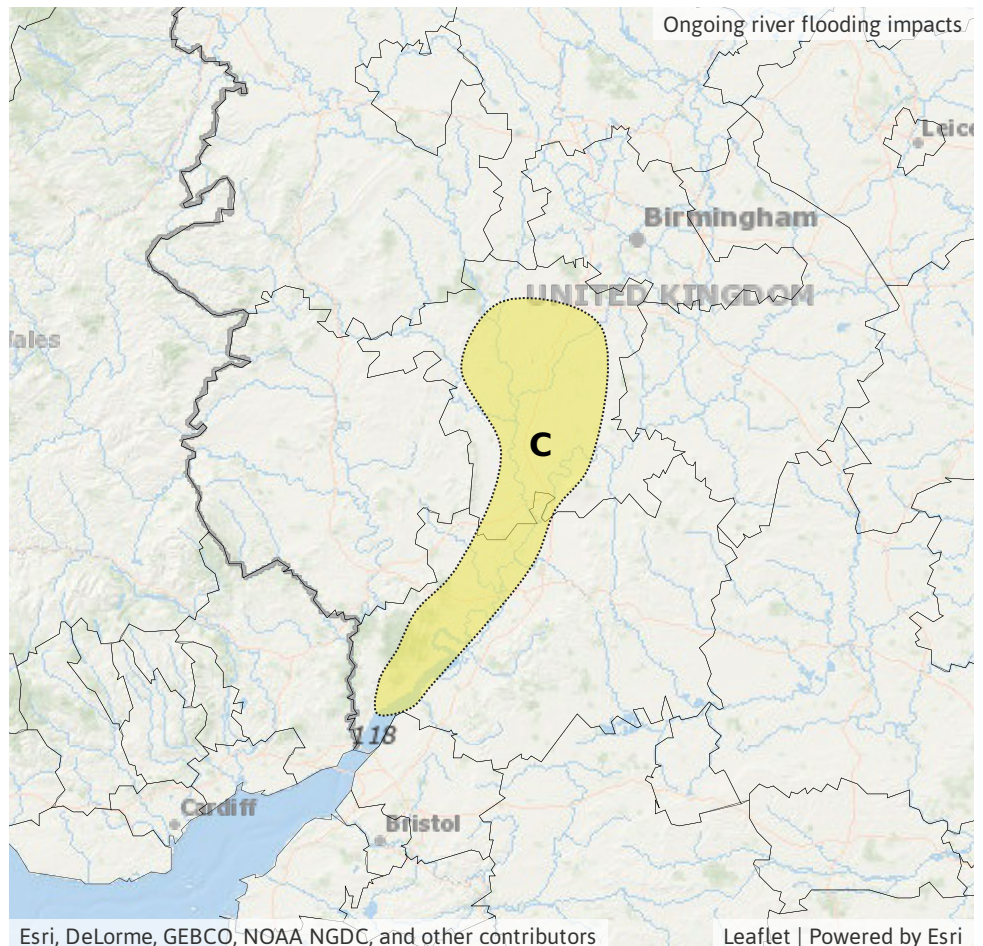 Ongoing river flooding impacts
Leice
Birmingham
UNITED KINGDOM
ales
C
118
Cardiff
Bristol
Esri, DeLorme, GEBCO, NOAA NGDC, and other contributors
Leaflet | Powered by Esri